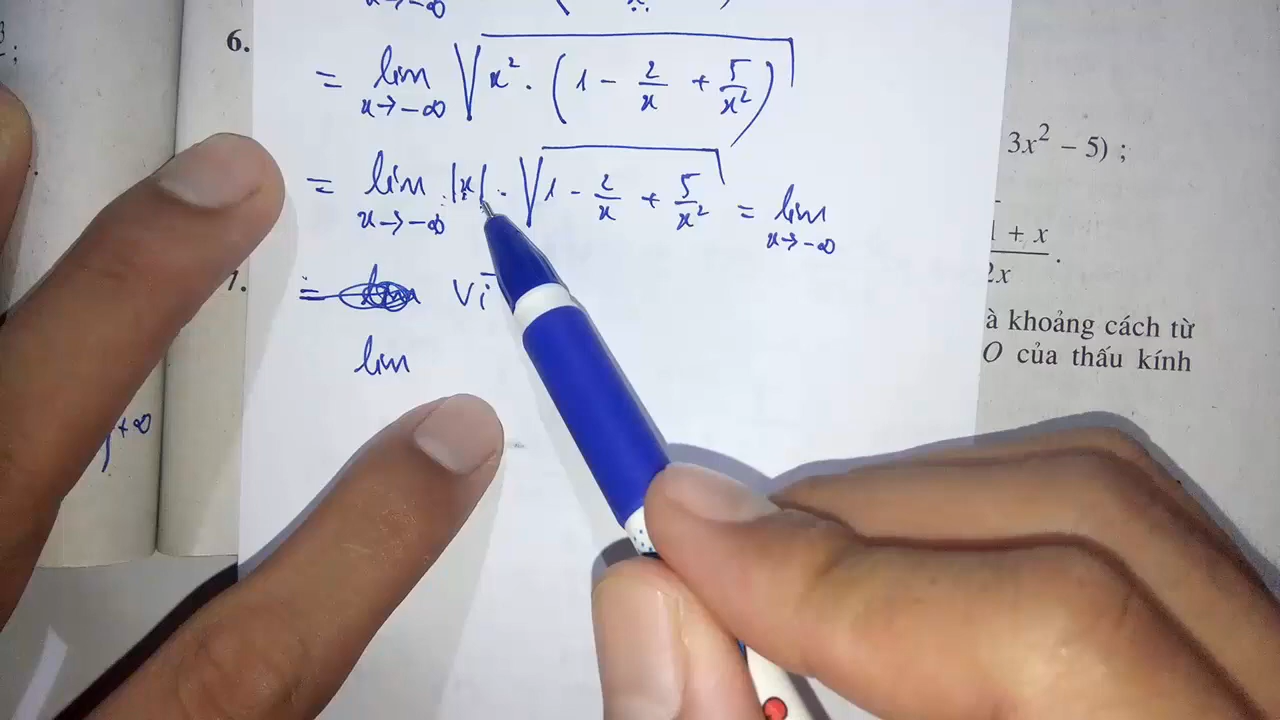 x→−∞
6.
= lim x→−∞ √(x² · (1 − 2/x + 5/x²))
= lim x→−∞ |x| · √(1 − 2/x + 5/x²) = lim x→−∞
Vì
lim
+∞
3x² − 5) ;
1 + x
2x .
7.
à khoảng cách từ
O của thấu kính